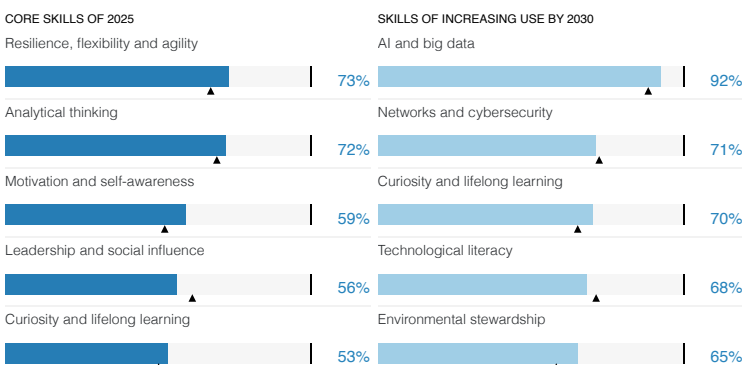 CORE SKILLS OF 2025
Resilience, flexibility and agility
73%
Analytical thinking
72%
Motivation and self-awareness
59%
Leadership and social influence
56%
Curiosity and lifelong learning
53%
SKILLS OF INCREASING USE BY 2030
AI and big data
92%
Networks and cybersecurity
71%
Curiosity and lifelong learning
70%
Technological literacy
68%
Environmental stewardship
65%